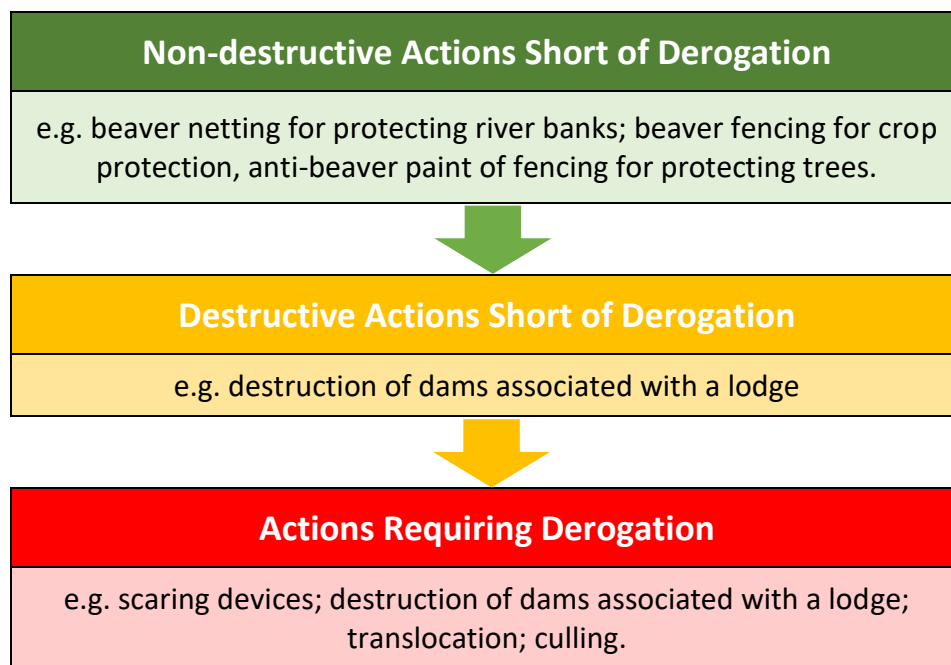 Non-destructive Actions Short of Derogation
e.g. beaver netting for protecting river banks; beaver fencing for crop
protection, anti-beaver paint of fencing for protecting trees.
Destructive Actions Short of Derogation
e.g. destruction of dams associated with a lodge
Actions Requiring Derogation
e.g. scaring devices; destruction of dams associated with a lodge;
translocation; culling.